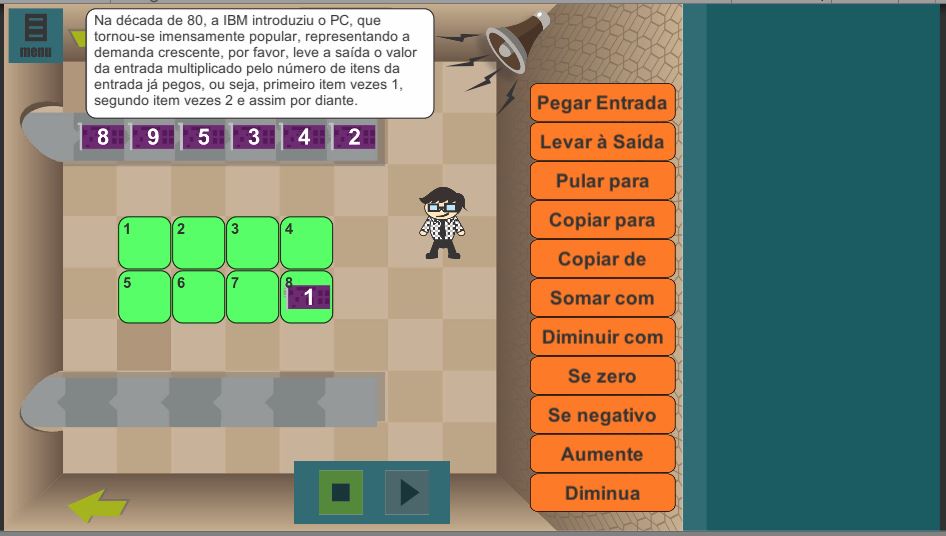 menu
Na década de 80, a IBM introduziu o PC, que
tornou-se imensamente popular, representando a
demanda crescente, por favor, leve a saída o valor
da entrada multiplicado pelo número de itens da
entrada já pegos, ou seja, primeiro item vezes 1,
segundo item vezes 2 e assim por diante.
8 9 5 3 4 2
1 2 3 4
5 6 7 8
1
Pegar Entrada
Levar à Saída
Pular para
Copiar para
Copiar de
Somar com
Diminuir com
Se zero
Se negativo
Aumente
Diminua